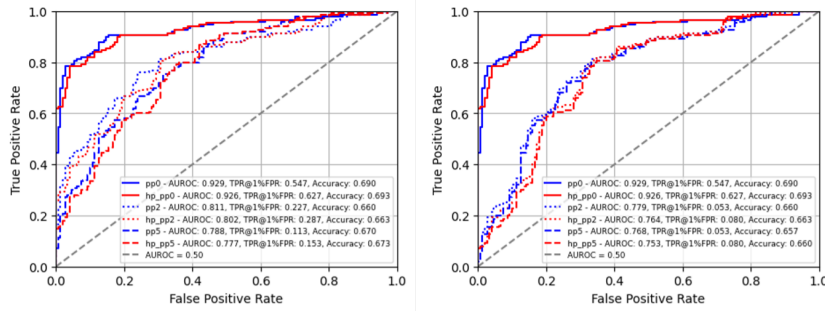 1.0
0.8
0.6
0.4
0.2
0.0
True Positive Rate
0.0 0.2 0.4 0.6 0.8 1.0
False Positive Rate
pp0 - AUROC: 0.929, TPR@1%FPR: 0.547, Accuracy: 0.690
hp_pp0 - AUROC: 0.926, TPR@1%FPR: 0.627, Accuracy: 0.693
pp2 - AUROC: 0.811, TPR@1%FPR: 0.227, Accuracy: 0.660
hp_pp2 - AUROC: 0.802, TPR@1%FPR: 0.287, Accuracy: 0.663
pp5 - AUROC: 0.788, TPR@1%FPR: 0.113, Accuracy: 0.670
hp_pp5 - AUROC: 0.777, TPR@1%FPR: 0.153, Accuracy: 0.673
AUROC = 0.50
1.0
0.8
0.6
0.4
0.2
0.0
True Positive Rate
0.0 0.2 0.4 0.6 0.8 1.0
False Positive Rate
pp0 - AUROC: 0.929, TPR@1%FPR: 0.547, Accuracy: 0.690
hp_pp0 - AUROC: 0.926, TPR@1%FPR: 0.627, Accuracy: 0.693
pp2 - AUROC: 0.779, TPR@1%FPR: 0.053, Accuracy: 0.660
hp_pp2 - AUROC: 0.764, TPR@1%FPR: 0.080, Accuracy: 0.663
pp5 - AUROC: 0.768, TPR@1%FPR: 0.053, Accuracy: 0.657
hp_pp5 - AUROC: 0.753, TPR@1%FPR: 0.080, Accuracy: 0.660
AUROC = 0.50